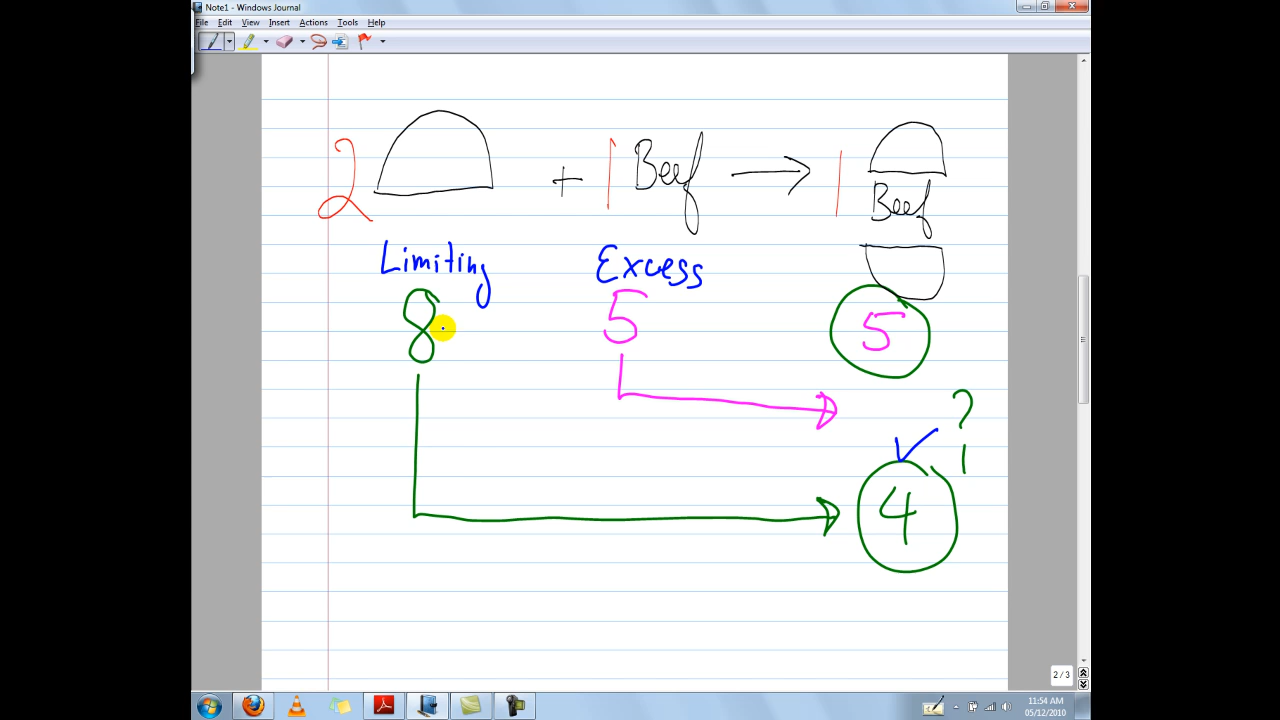 Note1 - Windows Journal
File Edit View Insert Actions Tools Help
2 + 1 Beef → 1 Beef
Limiting Excess
8 5 5
?
4
2 / 3
11:54 AM
05/12/2010